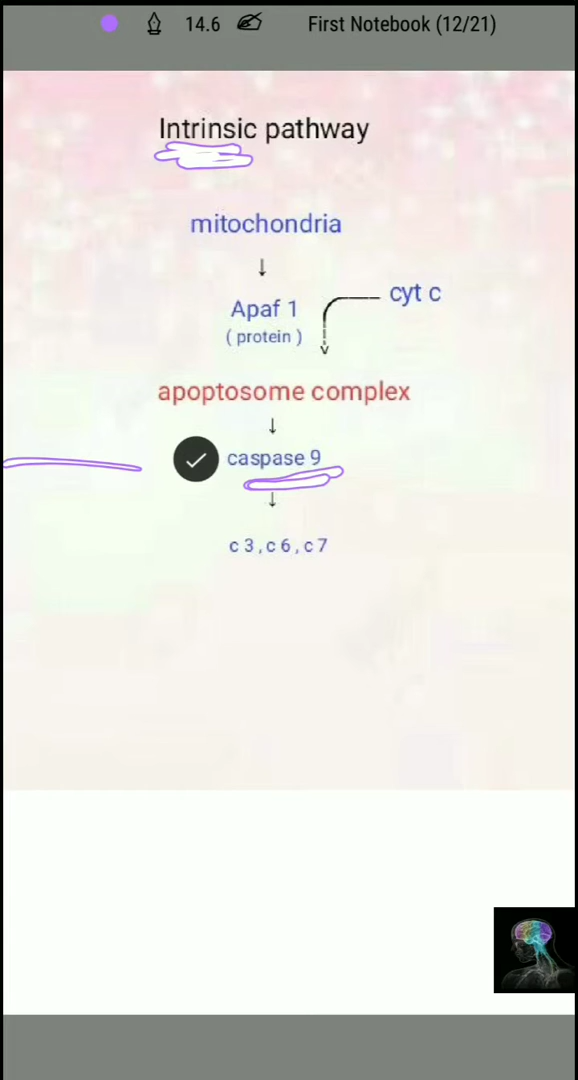 14.6 First Notebook (12/21)
Intrinsic pathway
mitochondria
↓
Apaf 1
cyt c
( protein )
apoptosome complex
↓
caspase 9
↓
c 3 , c 6 , c 7